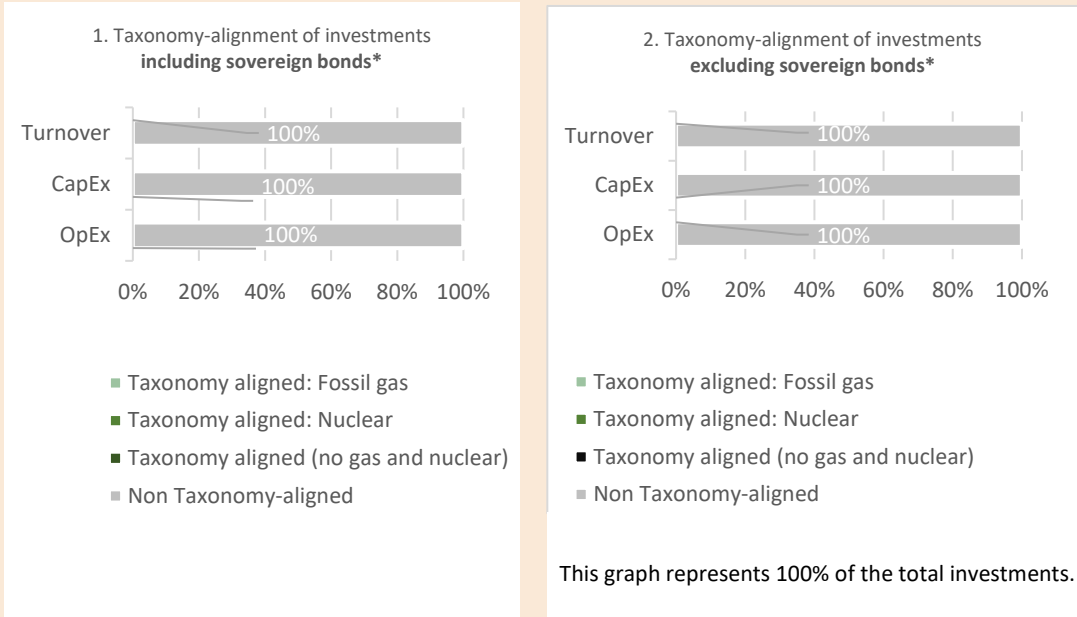 1. Taxonomy-alignment of investments
including sovereign bonds*
Turnover
100%
CapEx
100%
OpEx
100%
0% 20% 40% 60% 80% 100%
Taxonomy aligned: Fossil gas
Taxonomy aligned: Nuclear
Taxonomy aligned (no gas and nuclear)
Non Taxonomy-aligned
2. Taxonomy-alignment of investments
excluding sovereign bonds*
Turnover
100%
CapEx
100%
OpEx
100%
0% 20% 40% 60% 80% 100%
Taxonomy aligned: Fossil gas
Taxonomy aligned: Nuclear
Taxonomy aligned (no gas and nuclear)
Non Taxonomy-aligned
This graph represents 100% of the total investments.